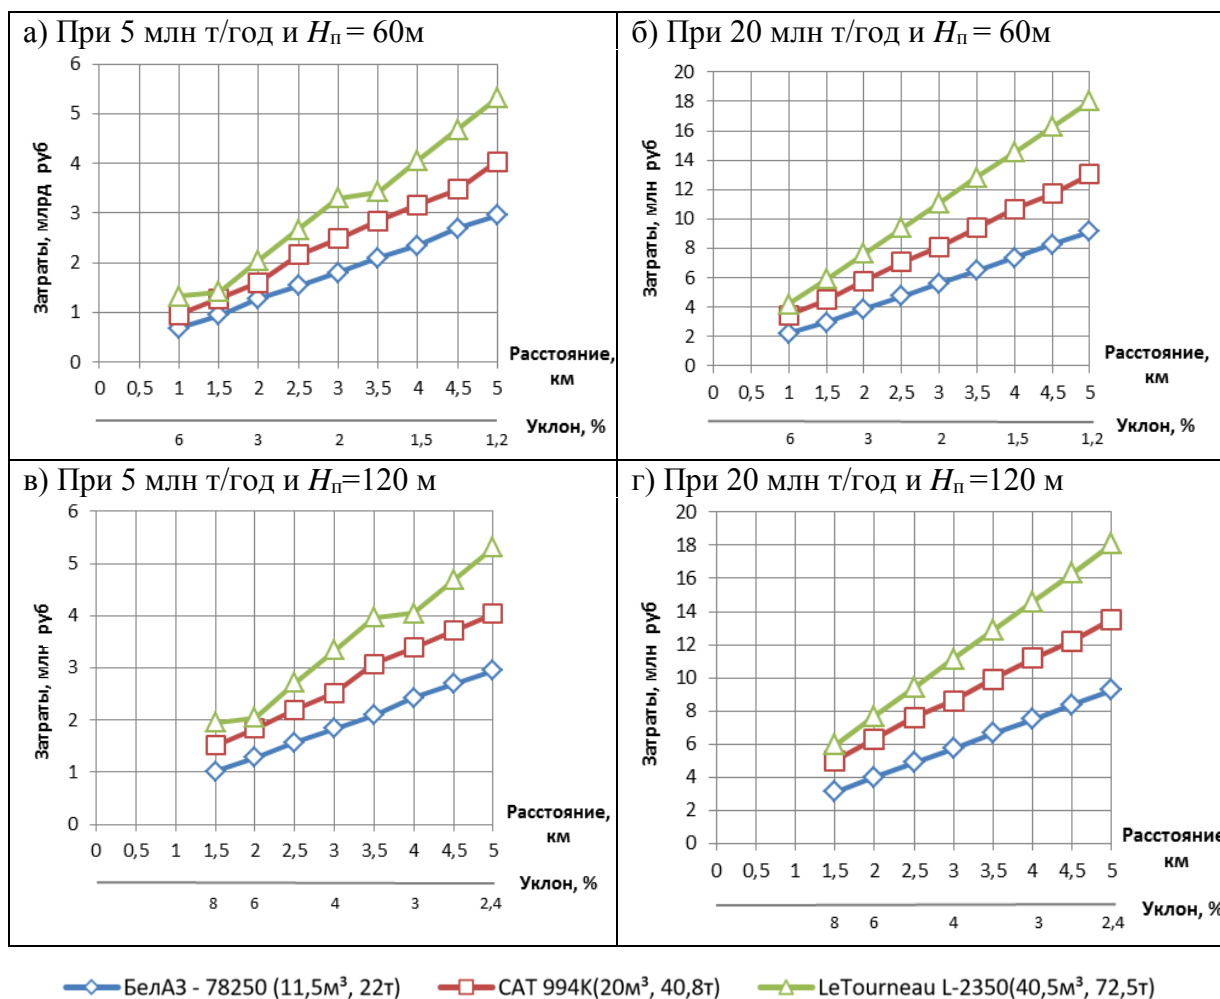 а) При 5 млн т/год и Hп = 60м
6
5
4
3
2
1
0
Затраты, млрд руб
0 0,5 1 1,5 2 2,5 3 3,5 4 4,5 5
Расстояние,
км
6 3 2 1,5 1,2
Уклон, %
б) При 20 млн т/год и Hп = 60м
20
18
16
14
12
10
8
6
4
2
0
Затраты, млн руб
0 0,5 1 1,5 2 2,5 3 3,5 4 4,5 5
Расстояние,
км
6 3 2 1,5 1,2
Уклон, %
в) При 5 млн т/год и Hп=120 м
6
5
4
3
2
1
0
Затраты, млн руб
0 0,5 1 1,5 2 2,5 3 3,5 4 4,5 5
Расстояние,
км
Уклон, %
8 6 4 3 2,4
г) При 20 млн т/год и Hп =120 м
20
18
16
14
12
10
8
6
4
2
0
Затраты, млн руб
0 0,5 1 1,5 2 2,5 3 3,5 4 4,5 5
Расстояние
км
Уклон, %
8 6 4 3 2,4
БелАЗ - 78250 (11,5м³, 22т) CAT 994K(20м³, 40,8т) LeTourneau L-2350(40,5м³, 72,5т)